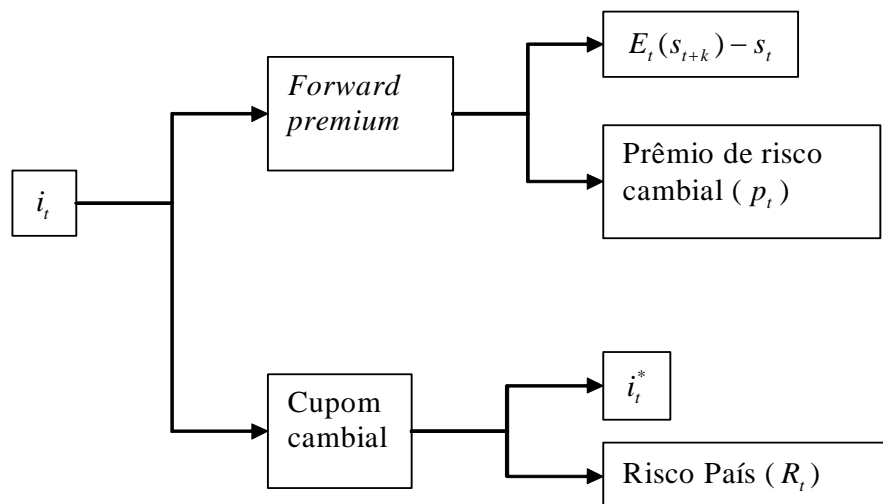 E_t(s_{t+k}) – s_t
Forward
premium
Prêmio de risco
cambial ( p_t )
i_t
Cupom
cambial
i_t^*
Risco País ( R_t )